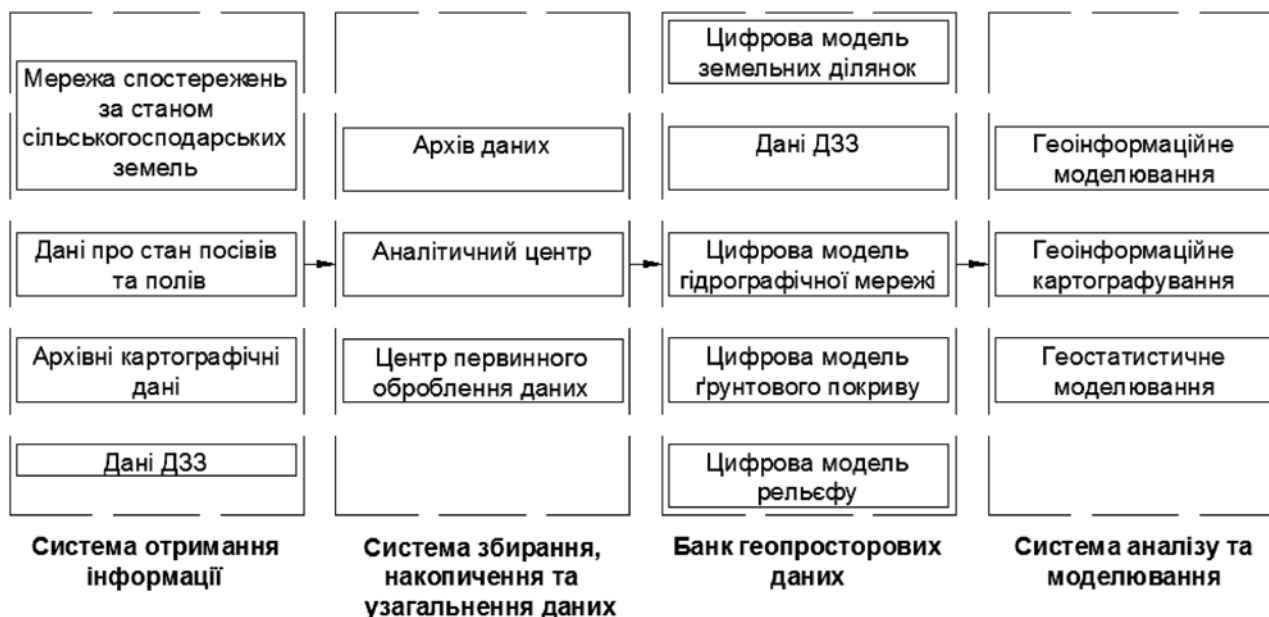 Мережа спостережень
за станом
сільськогосподарських
земель
Дані про стан посівів
та полів
Архівні картографічні
дані
Дані ДЗЗ
Система отримання
інформації
Архів даних
Аналітичний центр
Центр первинного
оброблення даних
Система збирання,
накопичення та
узагальнення даних
Цифрова модель
земельних ділянок
Дані ДЗЗ
Цифрова модель
гідрографічної мережі
Цифрова модель
ґрунтового покриву
Цифрова модель
рельєфу
Банк геопросторових
даних
Геоінформаційне
моделювання
Геоінформаційне
картографування
Геостатистичне
моделювання
Система аналізу та
моделювання